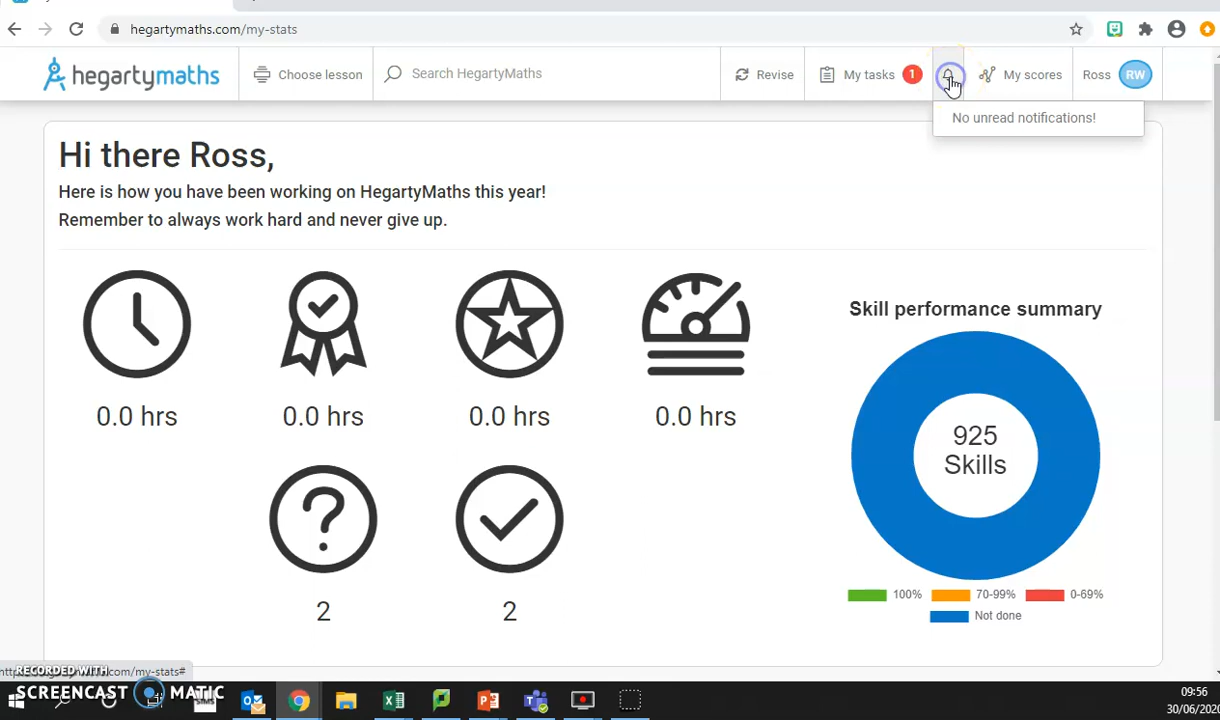 hegartymaths.com/my-stats
hegartymaths
Choose lesson
Search HegartyMaths
Revise
My tasks 1
My scores
Ross RW
No unread notifications!
Hi there Ross,
Here is how you have been working on HegartyMaths this year!
Remember to always work hard and never give up.
0.0 hrs
0.0 hrs
0.0 hrs
0.0 hrs
2
2
Skill performance summary
925
Skills
100% 70-99% 0-69%
Not done
.com/my-stats#
RECORDED WITH
SCREENCAST MATIC
09:56
30/06/2020